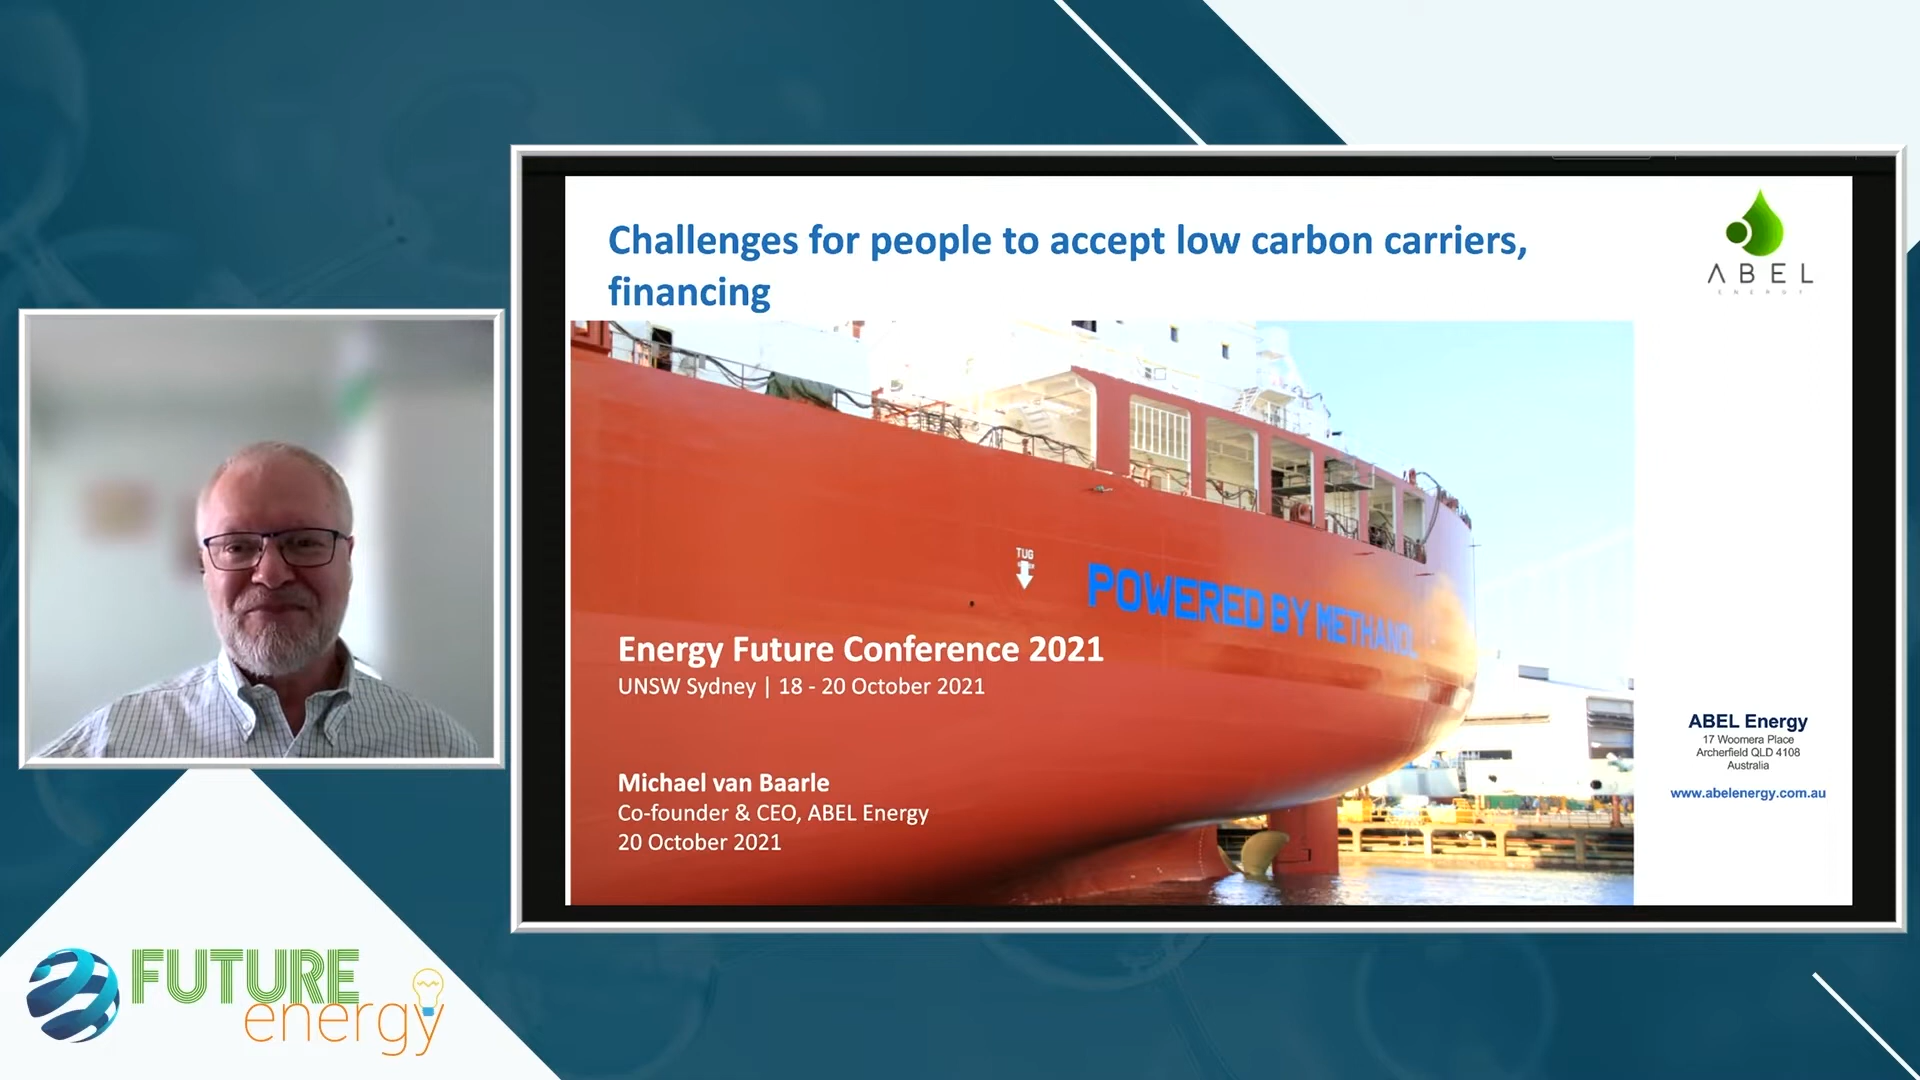 Challenges for people to accept low carbon carriers,
financing
ABEL
ENERGY
TUG
POWERED BY METHANOL
Energy Future Conference 2021
UNSW Sydney | 18 - 20 October 2021
Michael van Baarle
Co-founder & CEO, ABEL Energy
20 October 2021
ABEL Energy
17 Woomera Place
Archerfield QLD 4108
Australia
www.abelenergy.com.au
FUTURE
energy